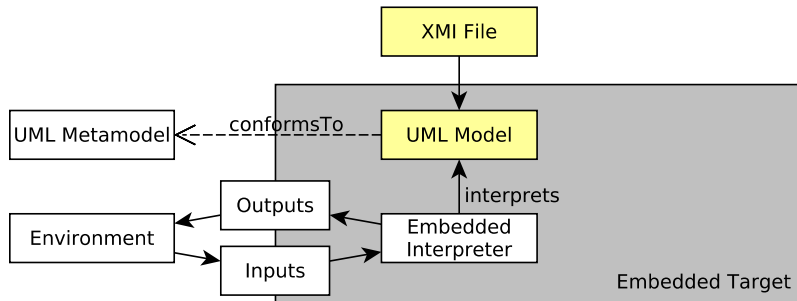 XMI File
UML Metamodel
conformsTo
UML Model
interprets
Outputs
Environment
Embedded
Interpreter
Inputs
Embedded Target